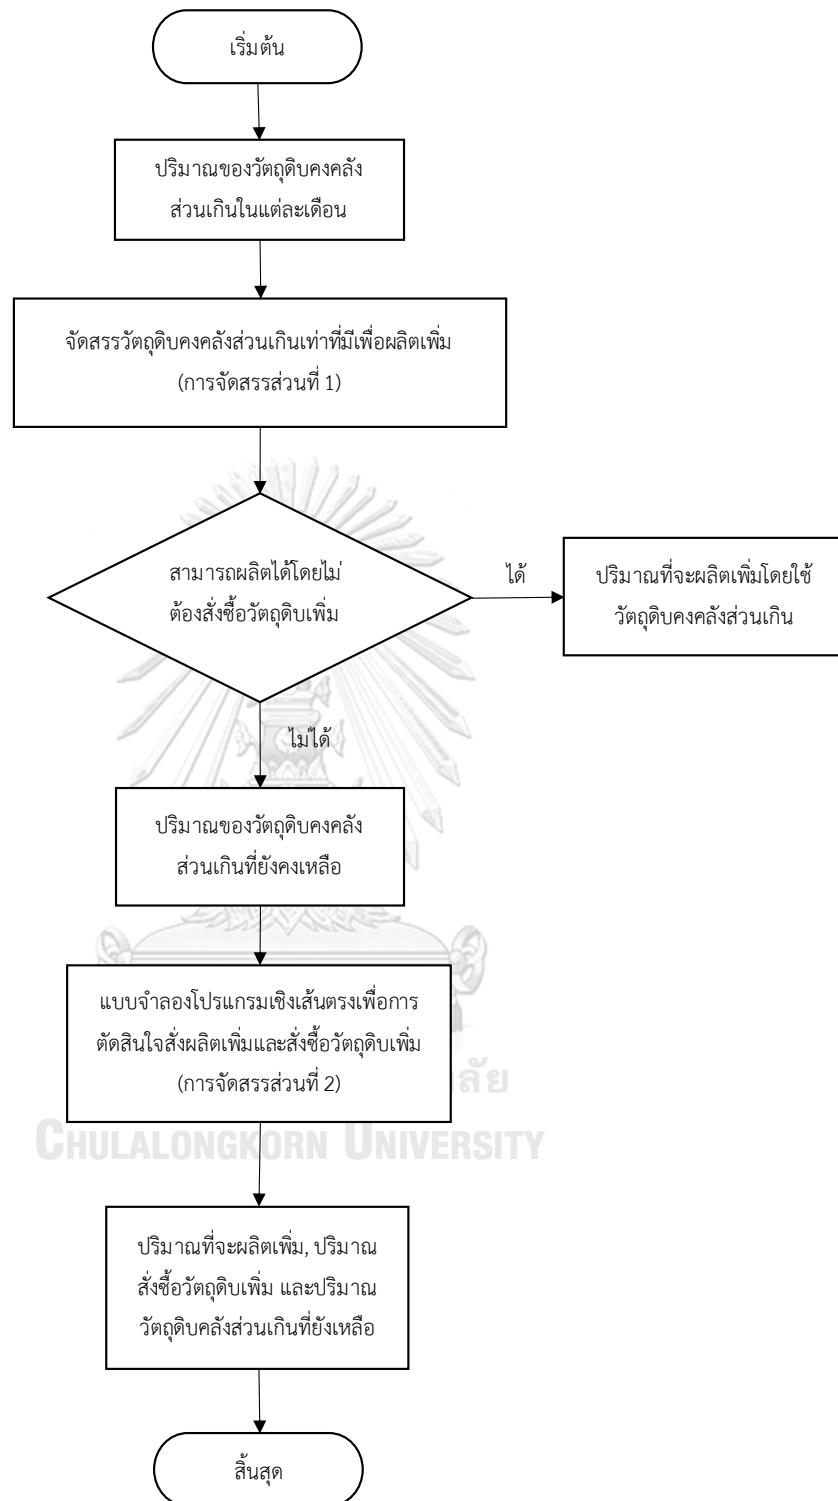 เริ่มต้น
ปริมาณของวัตถุดิบคงคลัง
ส่วนเกินในแต่ละเดือน
จัดสรรวัตถุดิบคงคลังส่วนเกินเท่าที่มีเพื่อผลิตเพิ่ม
(การจัดสรรส่วนที่ 1)
สามารถผลิตได้โดยไม่
ต้องสั่งซื้อวัตถุดิบเพิ่ม
ได้
ปริมาณที่จะผลิตเพิ่มโดยใช้
วัตถุดิบคงคลังส่วนเกิน
ไม่ได้
ปริมาณของวัตถุดิบคงคลัง
ส่วนเกินที่ยังคงเหลือ
แบบจำลองโปรแกรมเชิงเส้นตรงเพื่อการ
ตัดสินใจสั่งผลิตเพิ่มและสั่งซื้อวัตถุดิบเพิ่ม
(การจัดสรรส่วนที่ 2)
ลัย
CHULALONGKORN UNIVERSITY
ปริมาณที่จะผลิตเพิ่ม, ปริมาณ
สั่งซื้อวัตถุดิบเพิ่ม และปริมาณ
วัตถุดิบคลังส่วนเกินที่ยังเหลือ
สิ้นสุด